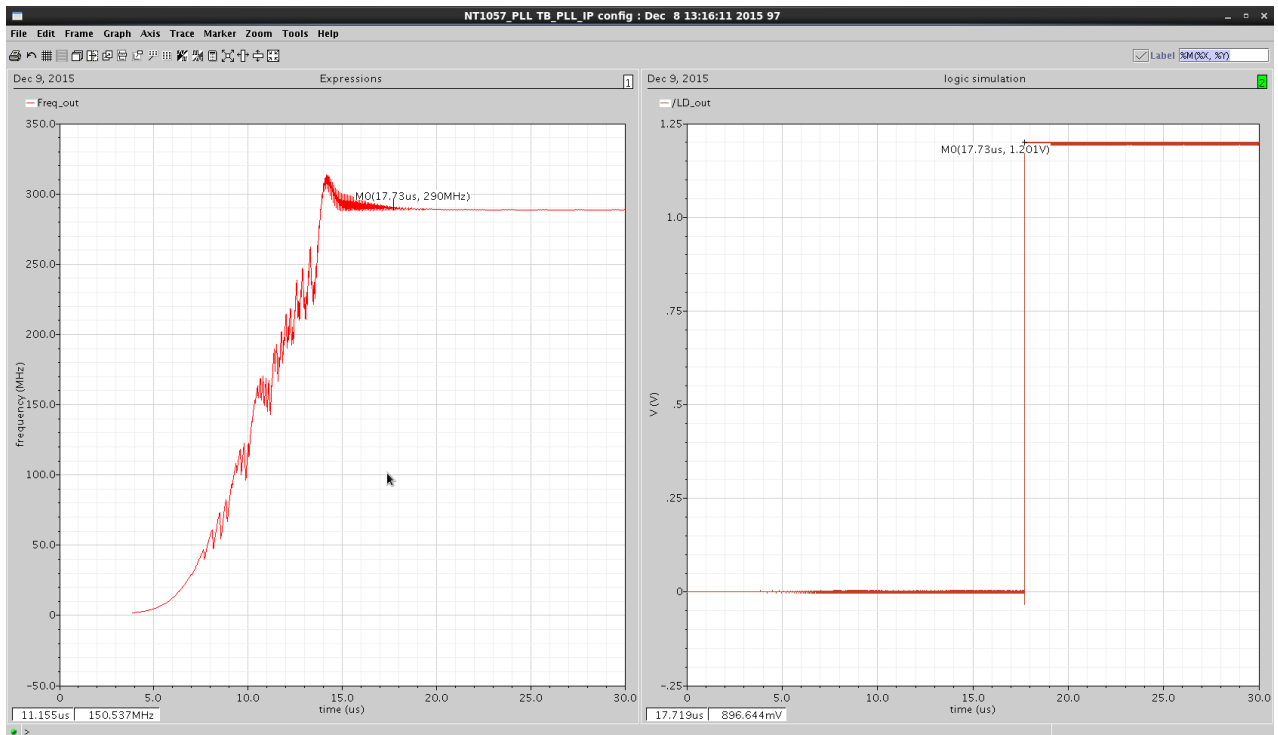 NT1057_PLL TB_PLL_IP config : Dec 8 13:16:11 2015 97
File Edit Frame Graph Axis Trace Marker Zoom Tools Help
Label %M(%X, %Y)
Dec 9, 2015 Expressions 1
Freq_out
350.0
300.0
250.0
200.0
150.0
100.0
50.0
0
-50.0
frequency (MHz)
M0(17.73us, 290MHz)
0 5.0 10.0 15.0 20.0 25.0 30.0
time (us)
11.155us 150.537MHz
Dec 9, 2015 logic simulation 2
/LD_out
1.25
1.0
.75
.5
.25
0
-.25
V (V)
M0(17.73us, 1.201V)
0 5.0 10.0 15.0 20.0 25.0 30.0
time (us)
17.719us 896.644mV
>